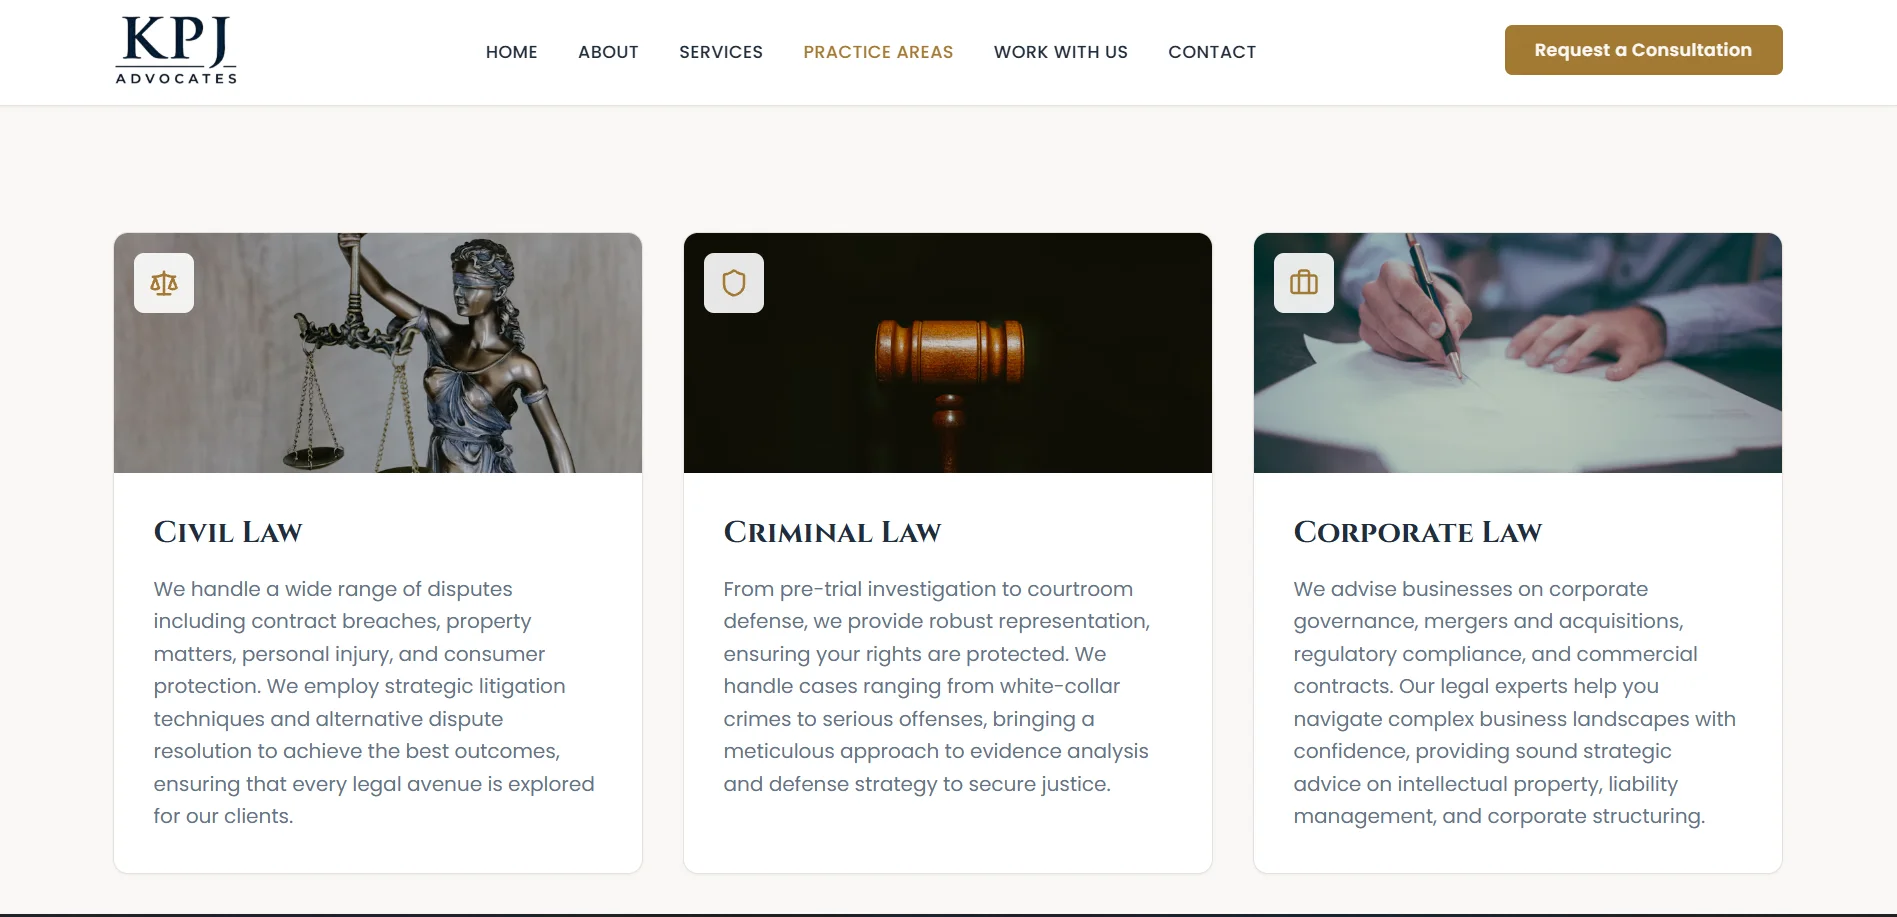 KPJ
ADVOCATES
HOME
ABOUT
SERVICES
PRACTICE AREAS
WORK WITH US
CONTACT
Request a Consultation
Civil Law
We handle a wide range of disputes
including contract breaches, property
matters, personal injury, and consumer
protection. We employ strategic litigation
techniques and alternative dispute
resolution to achieve the best outcomes,
ensuring that every legal avenue is explored
for our clients.
Criminal Law
From pre-trial investigation to courtroom
defense, we provide robust representation,
ensuring your rights are protected. We
handle cases ranging from white-collar
crimes to serious offenses, bringing a
meticulous approach to evidence analysis
and defense strategy to secure justice.
Corporate Law
We advise businesses on corporate
governance, mergers and acquisitions,
regulatory compliance, and commercial
contracts. Our legal experts help you
navigate complex business landscapes with
confidence, providing sound strategic
advice on intellectual property, liability
management, and corporate structuring.